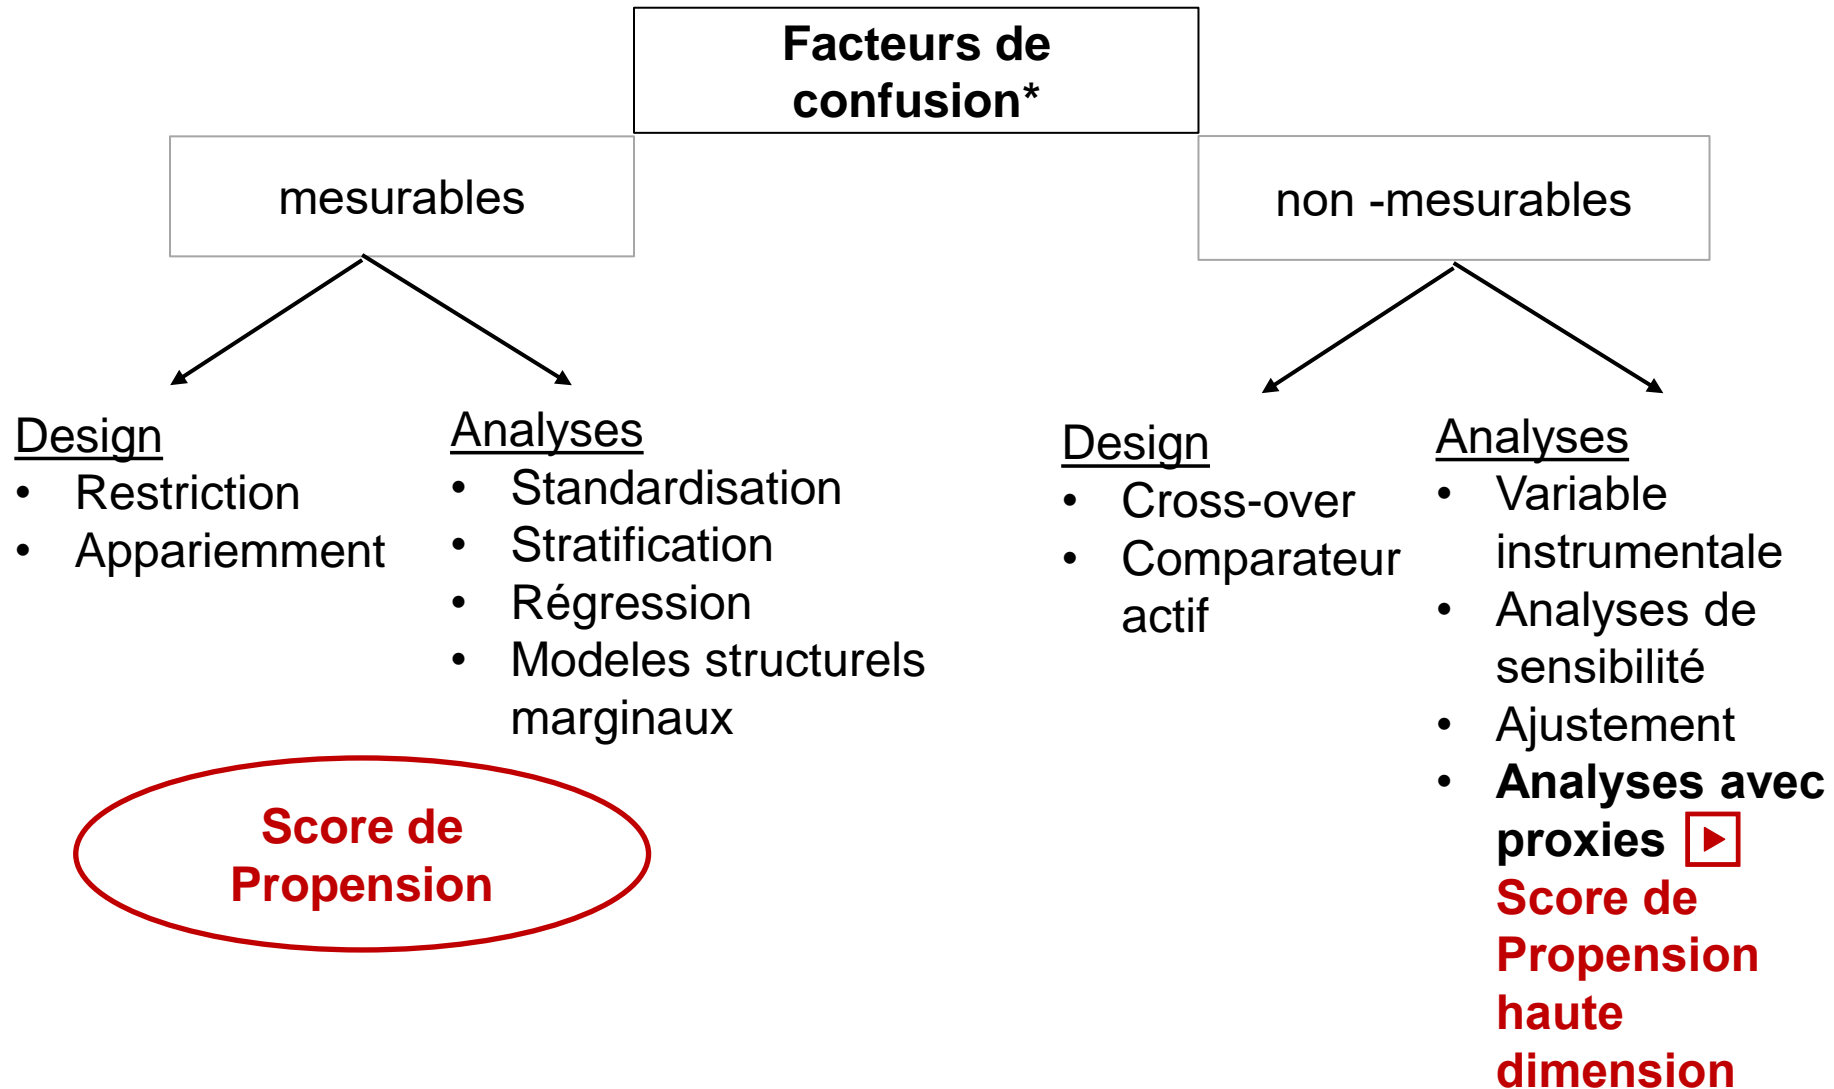 Facteurs de
confusion*
mesurables
non -mesurables
Design
• Restriction
• Appariemment
Analyses
• Standardisation
• Stratification
• Régression
• Modeles structurels
marginaux
Score de
Propension
Design
• Cross-over
• Comparateur
actif
Analyses
• Variable
instrumentale
• Analyses de
sensibilité
• Ajustement
• Analyses avec
proxies
Score de
Propension
haute
dimension